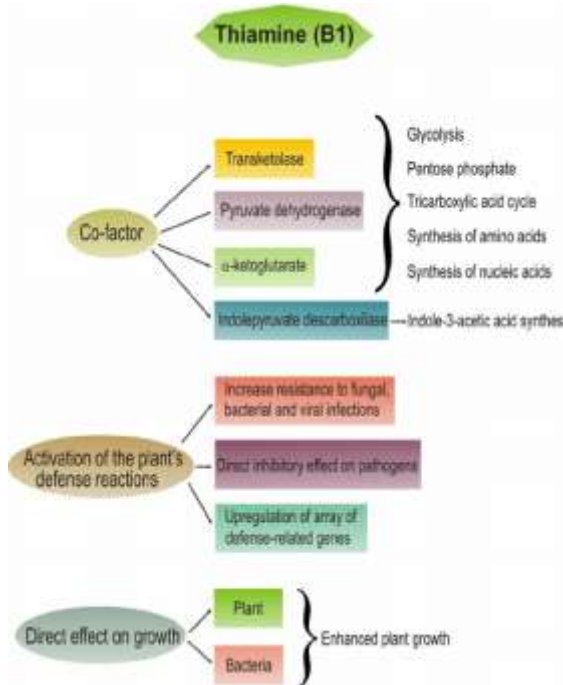 Thiamine (B1)
Co-factor
Transketolase
Pyruvate dehydrogenase
α-ketoglutarate
Glycolysis
Pentose phosphate
Tricarboxylic acid cycle
Synthesis of amino acids
Synthesis of nucleic acids
Indolepyruvate descarboxiliase
Indole-3-acetic acid synthes
Activation of the plant's
defense reactions
Increase resistance to fungal,
bacterial and viral infections
Direct inhibitory effect on pathogens
Upregulation of array of
defense-related genes
Direct effect on growth
Plant
Bacteria
Enhanced plant growth